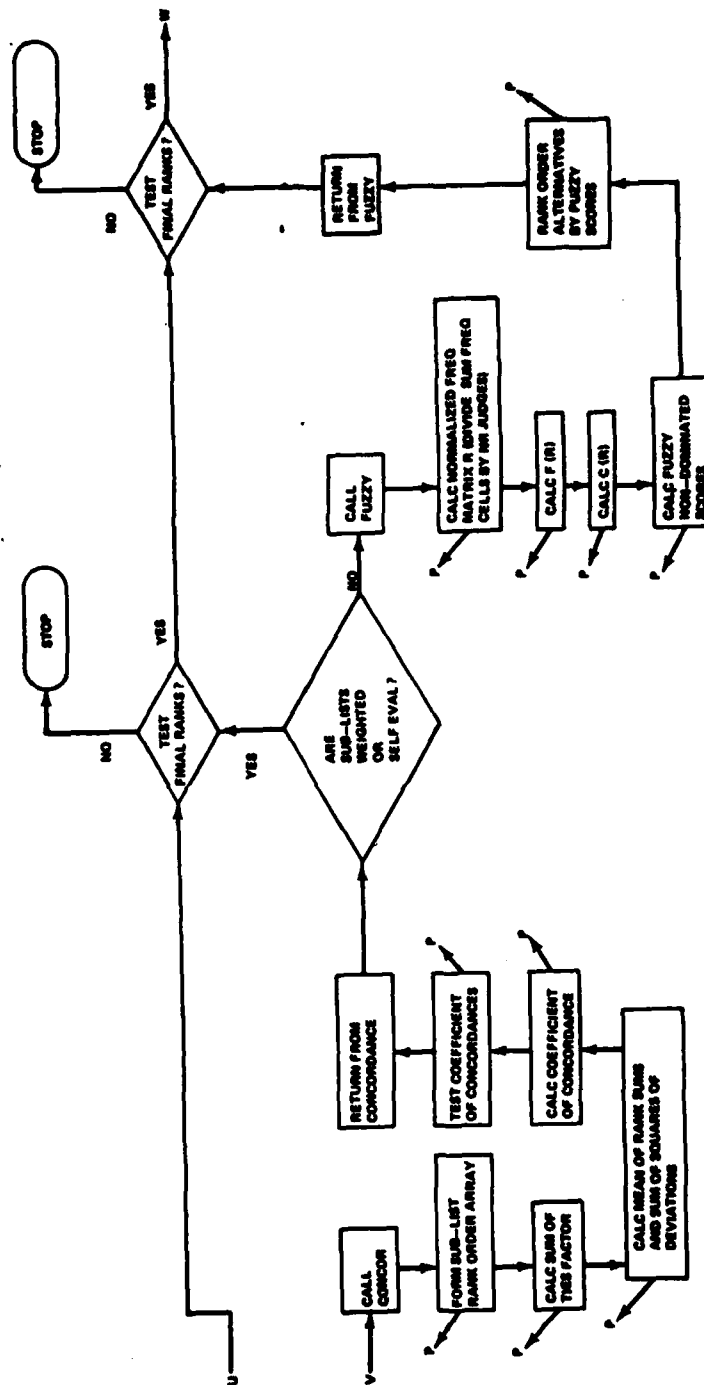 U
V
CALL
CONCOR
P
FORM SUB-LIST
RANK ORDER ARRAY
P
CALC SUM OF
TIES FACTOR
P
CALC MEAN OF RANK SUMS
AND SUM OF SQUARES OF
DEVIATIONS
CALC COEFFICIENT
OF CONCORDANCE
P
TEST COEFFICIENT
OF CONCORDANCES
P
RETURN FROM
CONCORDANCE
ARE
SUB-LISTS
WEIGHTED
OR
SELF EVAL?
YES
NO
TEST
FINAL RANKS?
NO
STOP
YES
CALL
FUZZY
P
CALC NORMALIZED FREQ
MATRIX R (DIVIDE SUM FREQ
CELLS BY NR JUDGES)
P
CALC F (R)
P
CALC C (R)
P
CALC FUZZY
NON-DOMINATED
SCORES
RANK ORDER
ALTERNATIVES
BY FUZZY
SCORES
P
RETURN
FROM
FUZZY
TEST
FINAL RANKS?
NO
STOP
YES
W